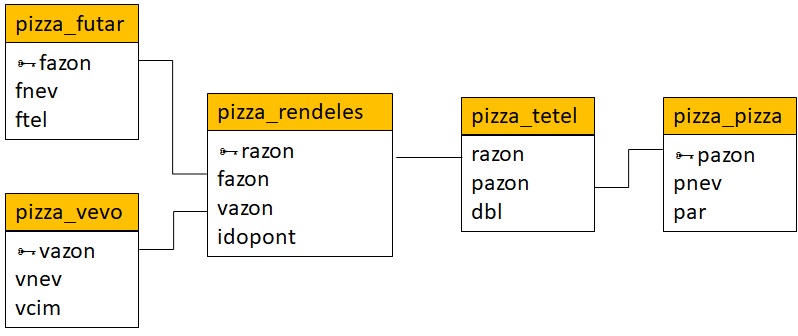 pizza_futar
fazon
fnev
ftel
pizza_vevo
vazon
vnev
vcim
pizza_rendeles
razon
fazon
vazon
idopont
pizza_tetel
razon
pazon
dbl
pizza_pizza
pazon
pnev
par